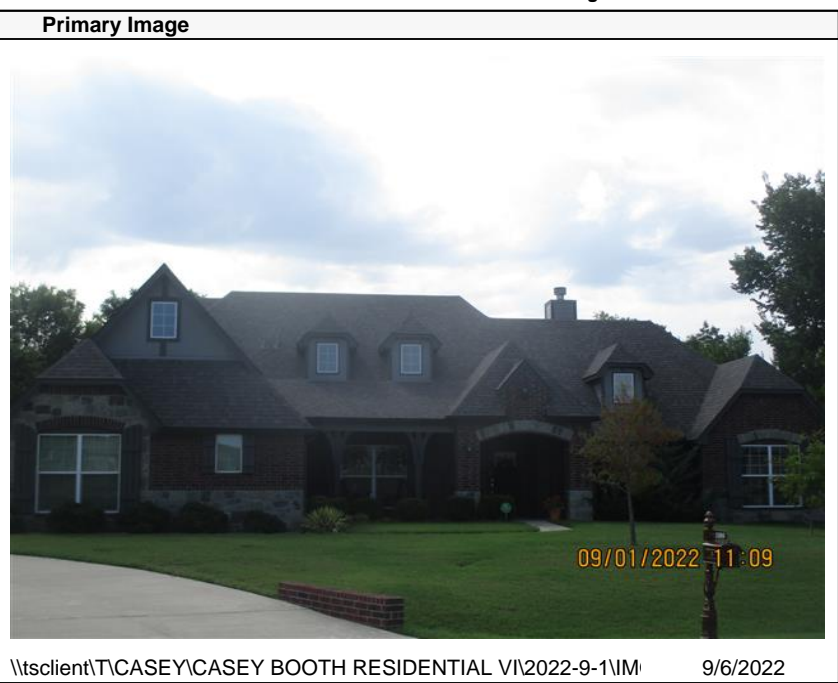 Primary Image
09/01/2022 11:09
\\tsclient\T\CASEY\CASEY BOOTH RESIDENTIAL VI\2022-9-1\IM 9/6/2022